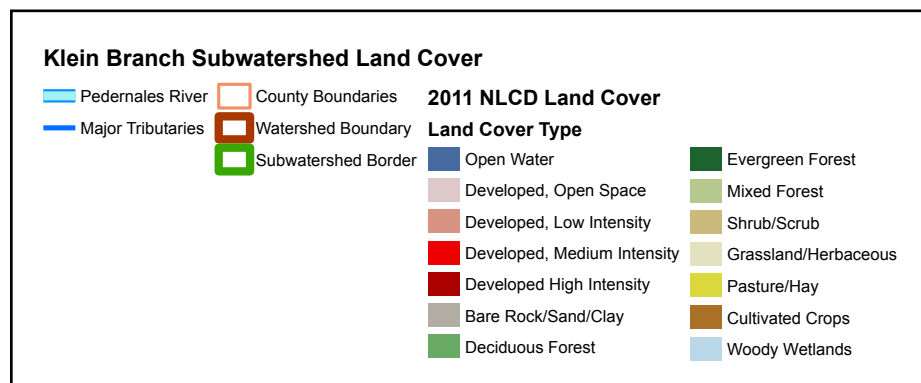 Klein Branch Subwatershed Land Cover
Pedernales River
Major Tributaries
County Boundaries
Watershed Boundary
Subwatershed Border
2011 NLCD Land Cover
Land Cover Type
Open Water
Developed, Open Space
Developed, Low Intensity
Developed, Medium Intensity
Developed High Intensity
Bare Rock/Sand/Clay
Deciduous Forest
Evergreen Forest
Mixed Forest
Shrub/Scrub
Grassland/Herbaceous
Pasture/Hay
Cultivated Crops
Woody Wetlands